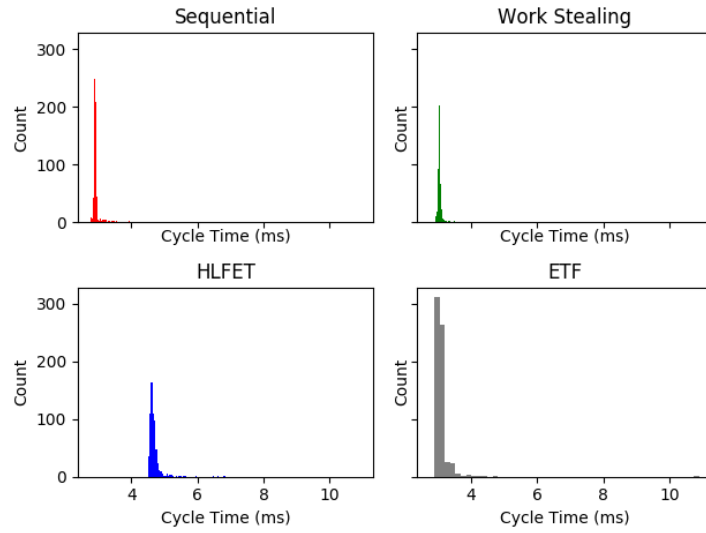 Sequential
Work Stealing
300
200
100
0
Count
Count
Cycle Time (ms)
Cycle Time (ms)
HLFET
ETF
300
200
100
0
Count
Count
4 6 8 10
4 6 8 10
Cycle Time (ms)
Cycle Time (ms)